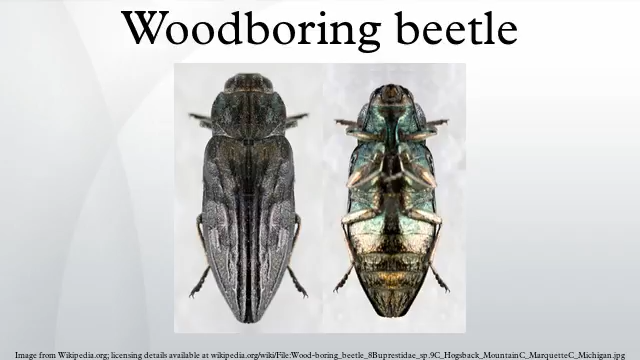 Woodboring beetle
Image from Wikipedia.org; licensing details available at wikipedia.org/wiki/File:Wood-boring_beetle_8Buprestidae_sp.9C_Hogsback_MountainC_MarquetteC_Michigan.jpg